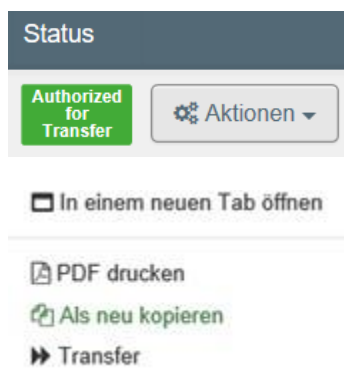 Status
Authorized
for
Transfer
Aktionen
In einem neuen Tab öffnen
PDF drucken
Als neu kopieren
Transfer